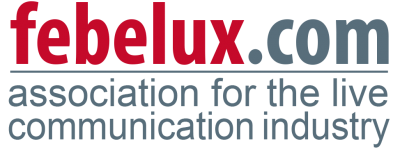 febelux.com
association for the live
communication industry